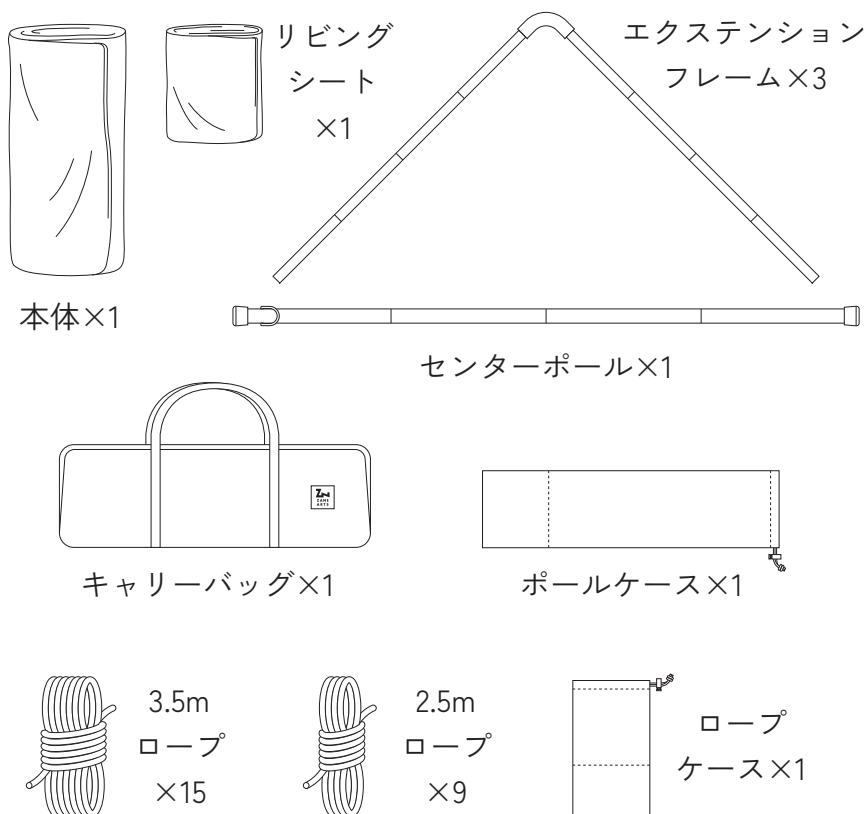 リビング
シート
×1
エクステンション
フレーム×3
本体×1
センターポール×1
ZN
ZANE
ARTS
キャリーバッグ×1
ポールケース×1
3.5m
ロープ
×15
2.5m
ロープ
×9
ロープ
ケース×1